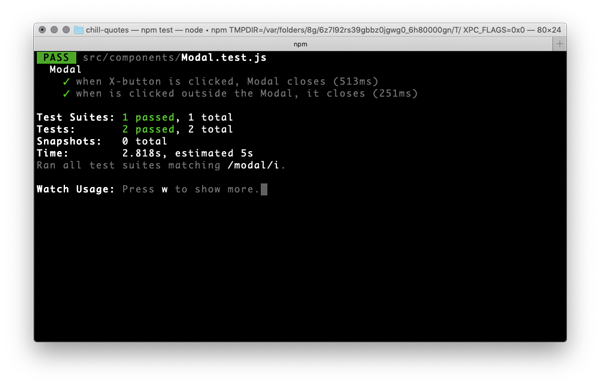 chill-quotes — npm test — node • npm TMPDIR=/var/folders/8g/6z7l92rs39gbbz0jgwg0_6h80000gn/T/ XPC_FLAGS=0x0 — 80×24
npm
PASS src/components/Modal.test.js
Modal
✓ when X-button is clicked, Modal closes (513ms)
✓ when is clicked outside the Modal, it closes (251ms)
Test Suites: 1 passed, 1 total
Tests: 2 passed, 2 total
Snapshots: 0 total
Time: 2.818s, estimated 5s
Ran all test suites matching /modal/i.
Watch Usage: Press w to show more.